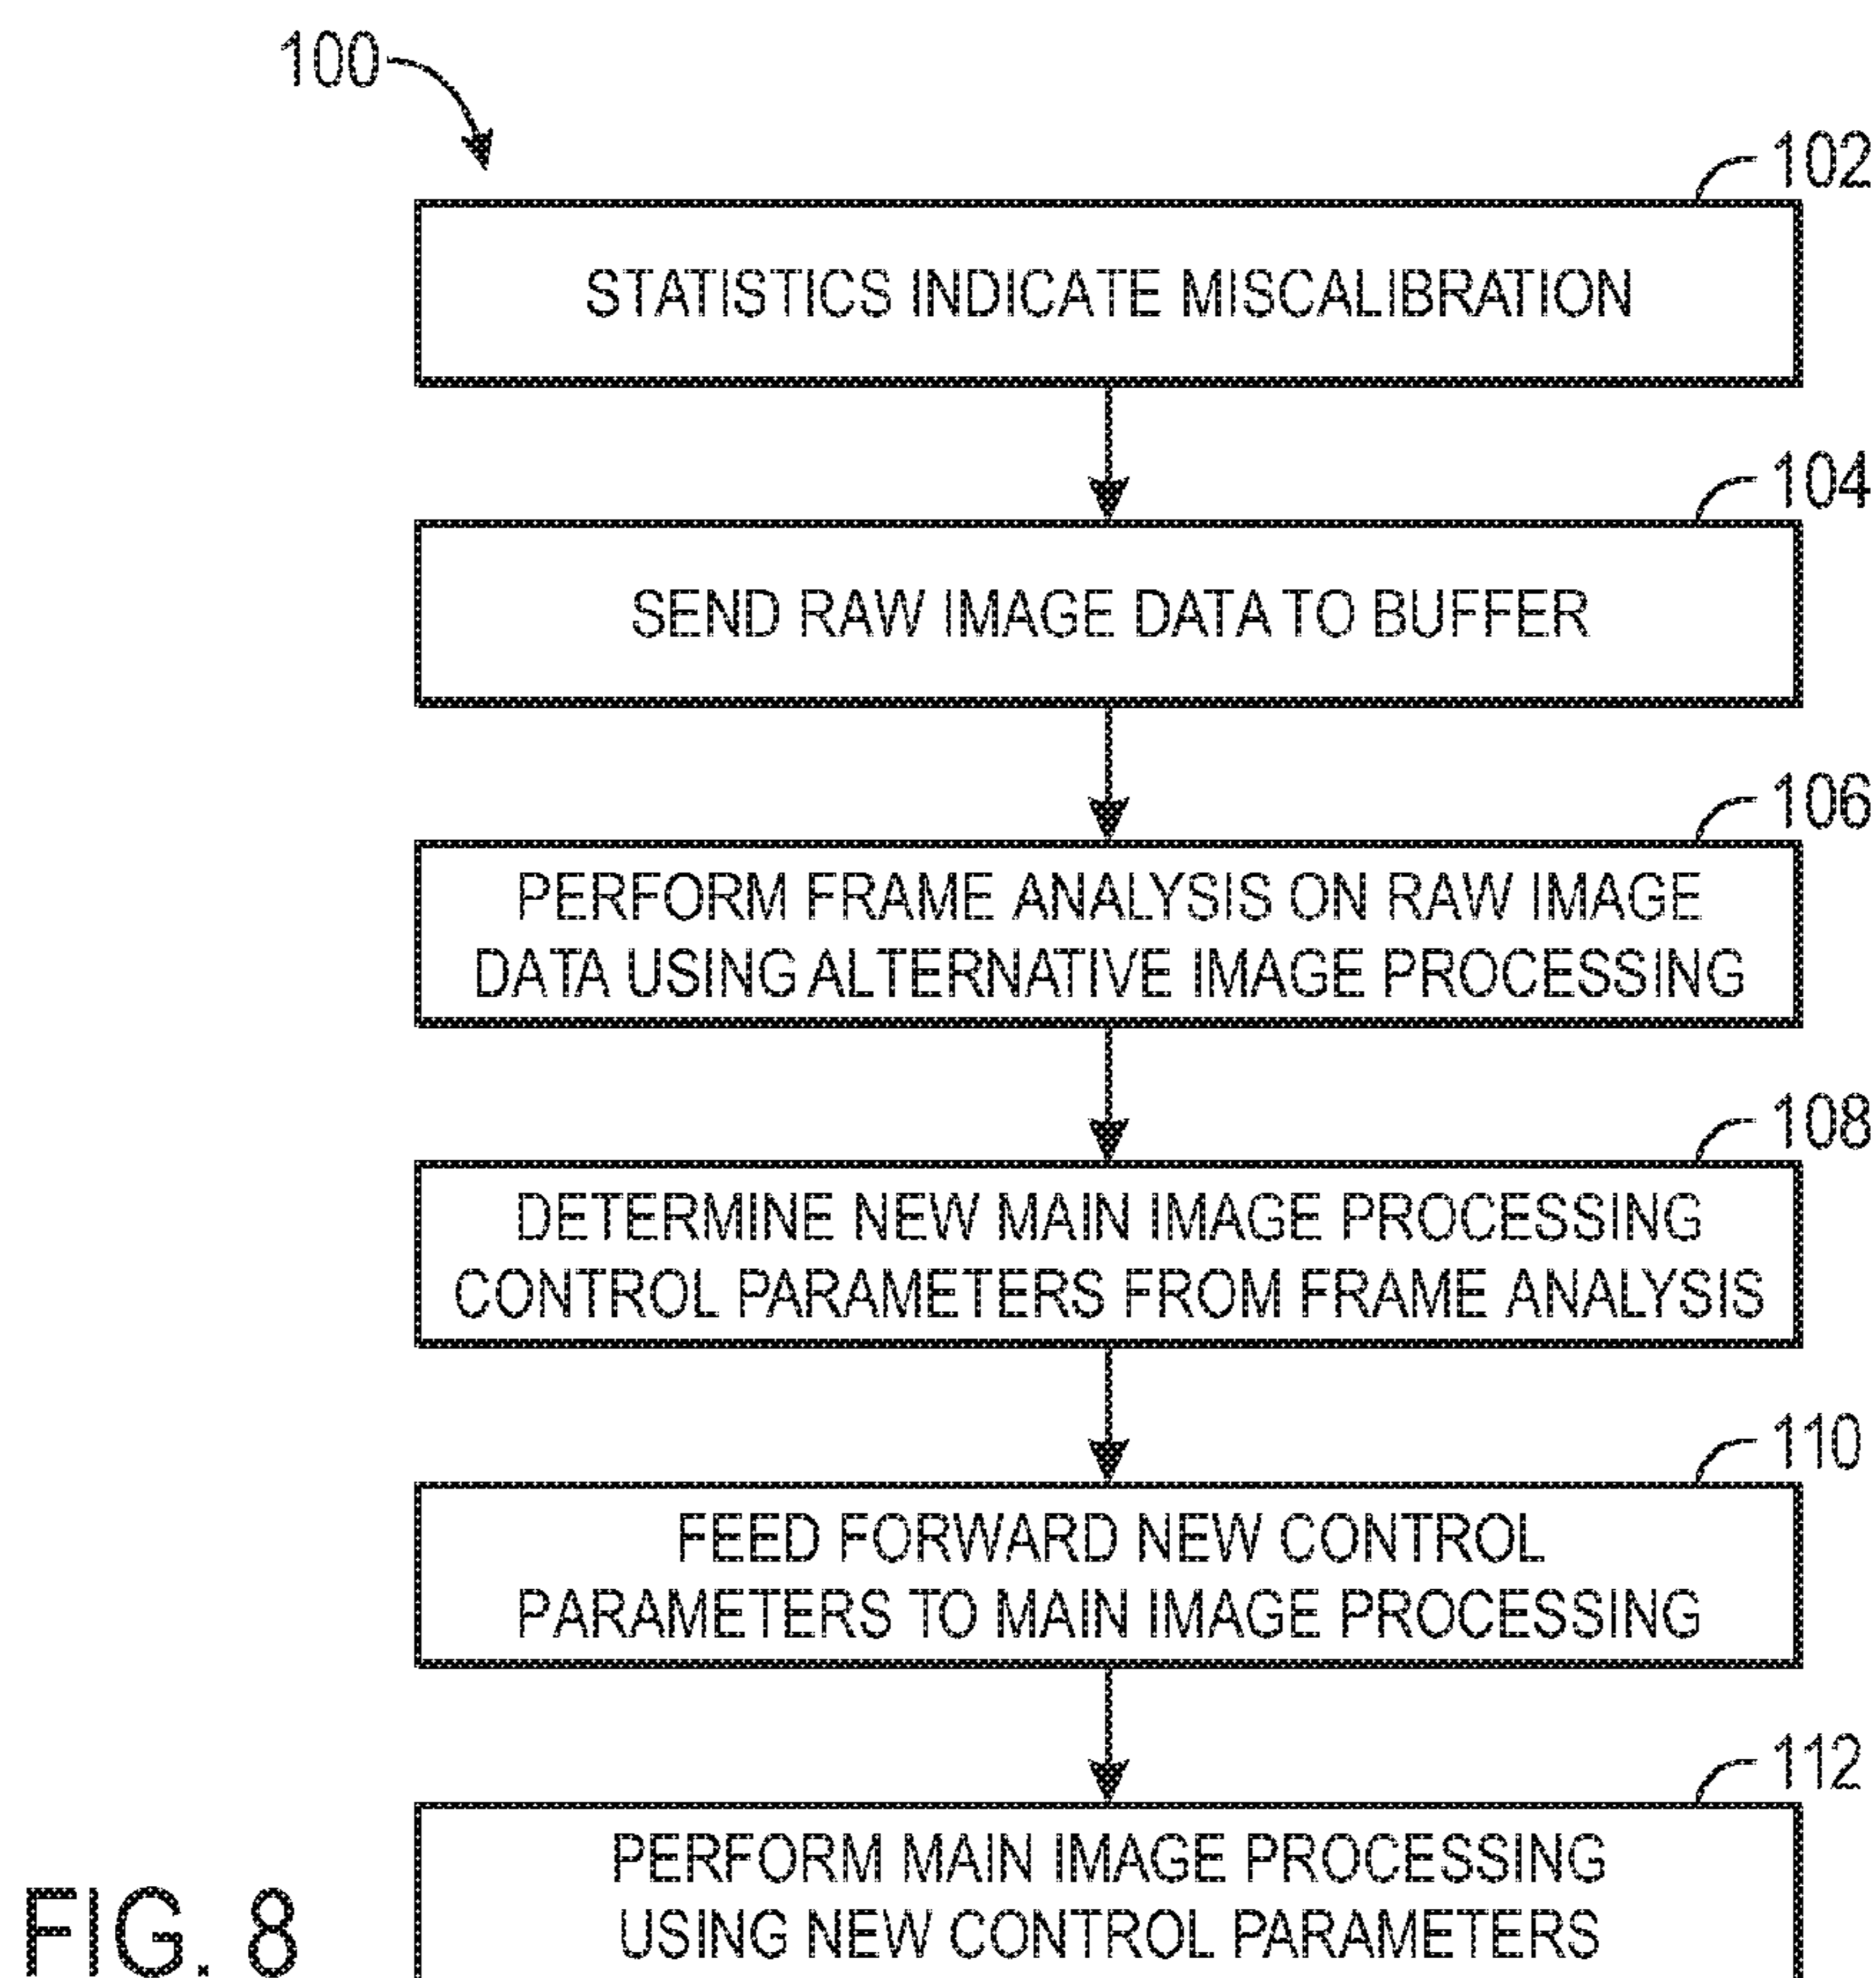 100
102
STATISTICS INDICATE MISCALIBRATION
104
SEND RAW IMAGE DATA TO BUFFER
106
PERFORM FRAME ANALYSIS ON RAW IMAGE
DATA USING ALTERNATIVE IMAGE PROCESSING
108
DETERMINE NEW MAIN IMAGE PROCESSING
CONTROL PARAMETERS FROM FRAME ANALYSIS
110
FEED FORWARD NEW CONTROL
PARAMETERS TO MAIN IMAGE PROCESSING
112
PERFORM MAIN IMAGE PROCESSING
USING NEW CONTROL PARAMETERS
FIG. 8